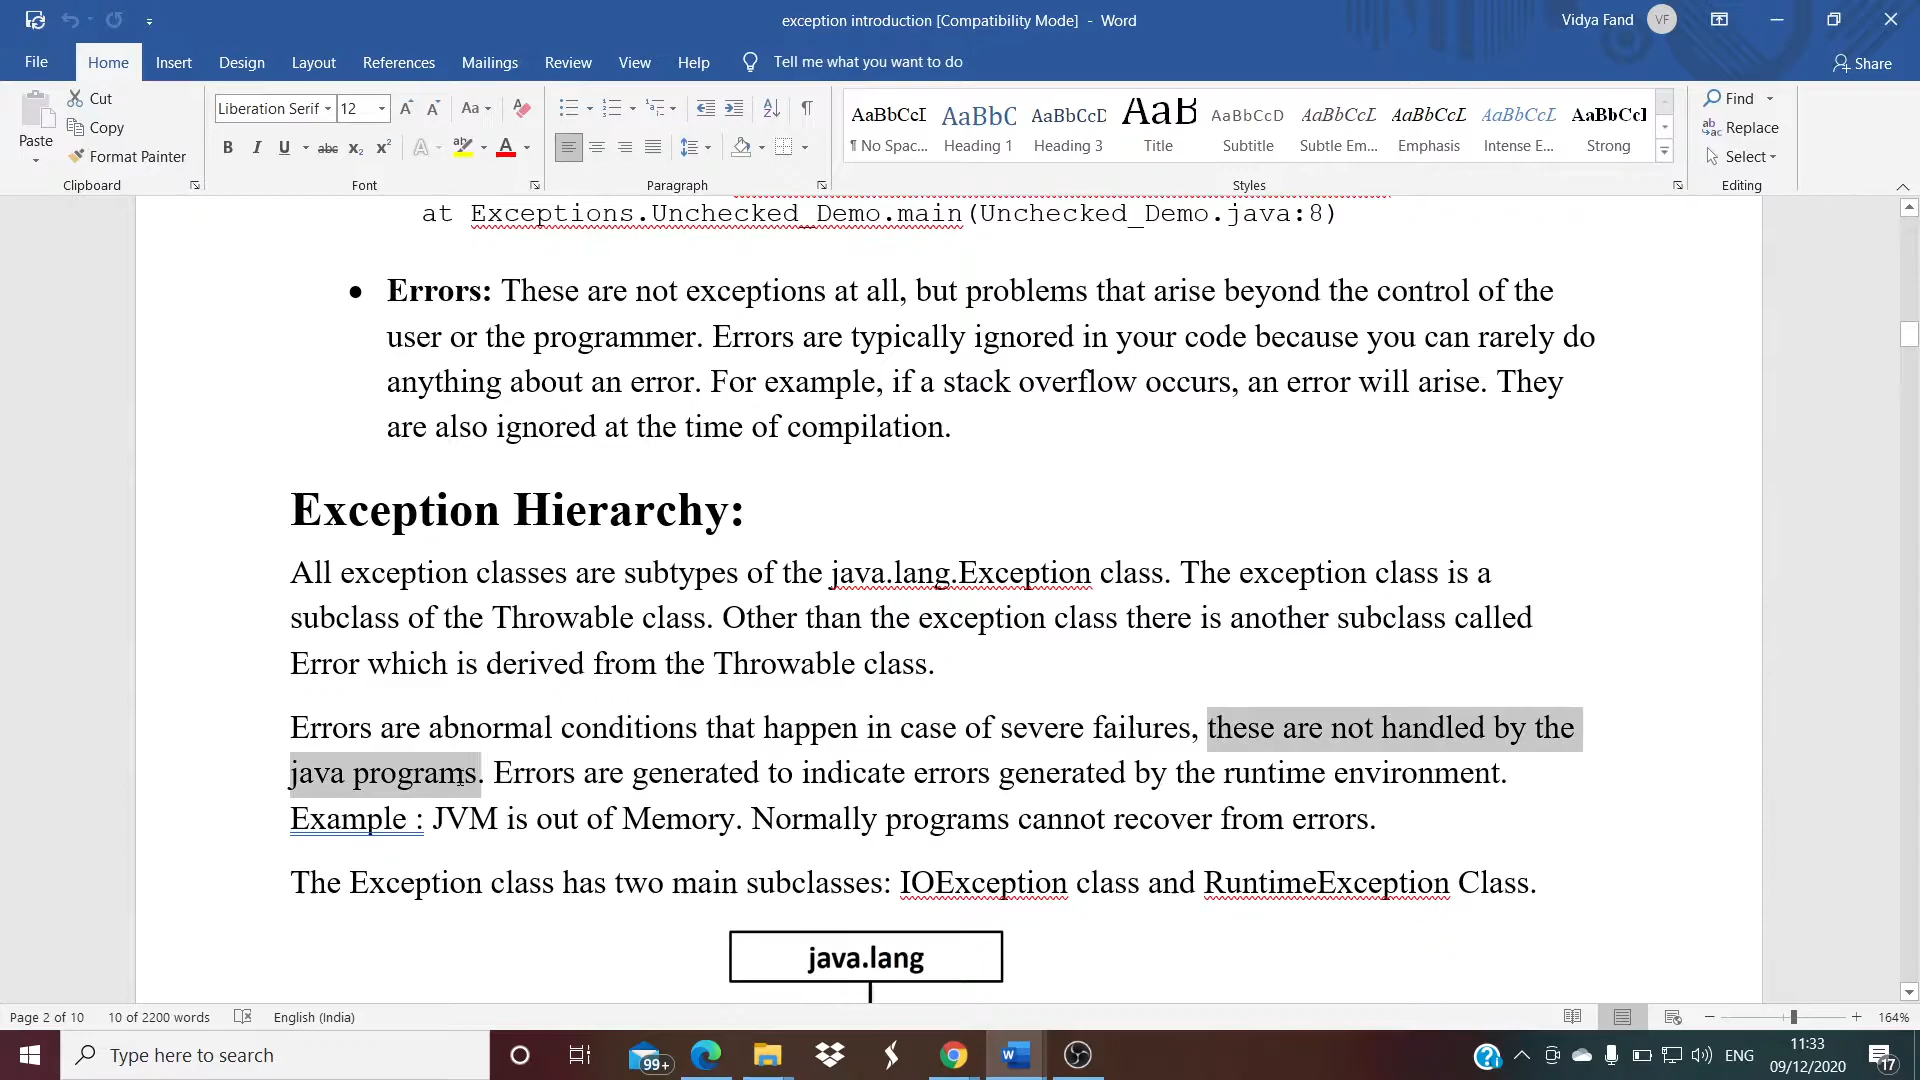 exception introduction [Compatibility Mode] - Word
Vidya Fand
VF
File
Home
Insert
Design
Layout
References
Mailings
Review
View
Help
Tell me what you want to do
Share
Paste
Cut
Copy
Format Painter
Clipboard
Liberation Serif
12
Font
Paragraph
AaBbCcI
¶ No Spac...
AaBbC
Heading 1
AaBbCcD
Heading 3
AaB
Title
AaBbCcD
Subtitle
AaBbCcL
Subtle Em...
AaBbCcL
Emphasis
AaBbCcL
Intense E...
AaBbCcI
Strong
Styles
Find
Replace
Select
Editing
at Exceptions.Unchecked_Demo.main(Unchecked_Demo.java:8)
• Errors: These are not exceptions at all, but problems that arise beyond the control of the
user or the programmer. Errors are typically ignored in your code because you can rarely do
anything about an error. For example, if a stack overflow occurs, an error will arise. They
are also ignored at the time of compilation.
Exception Hierarchy:
All exception classes are subtypes of the java.lang.Exception class. The exception class is a
subclass of the Throwable class. Other than the exception class there is another subclass called
Error which is derived from the Throwable class.
Errors are abnormal conditions that happen in case of severe failures, these are not handled by the
java programs. Errors are generated to indicate errors generated by the runtime environment.
Example : JVM is out of Memory. Normally programs cannot recover from errors.
The Exception class has two main subclasses: IOException class and RuntimeException Class.
java.lang
Page 2 of 10
10 of 2200 words
English (India)
164%
Type here to search
99+
ENG
11:33
09/12/2020
17